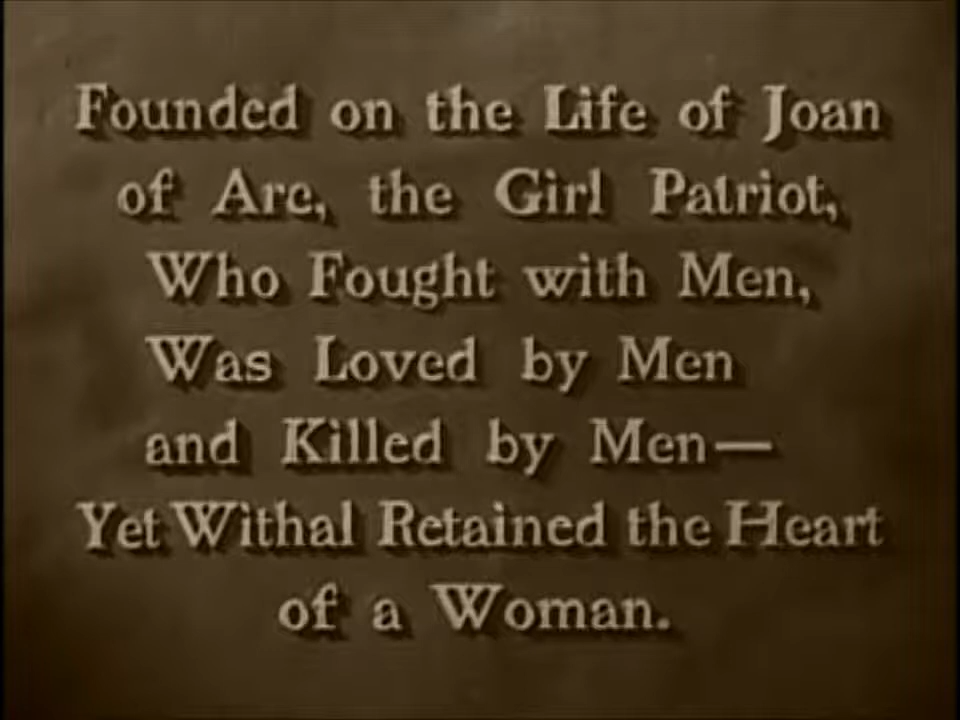 Founded on the Life of Joan
of Arc, the Girl Patriot,
Who Fought with Men,
Was Loved by Men
and Killed by Men—
Yet Withal Retained the Heart
of a Woman.